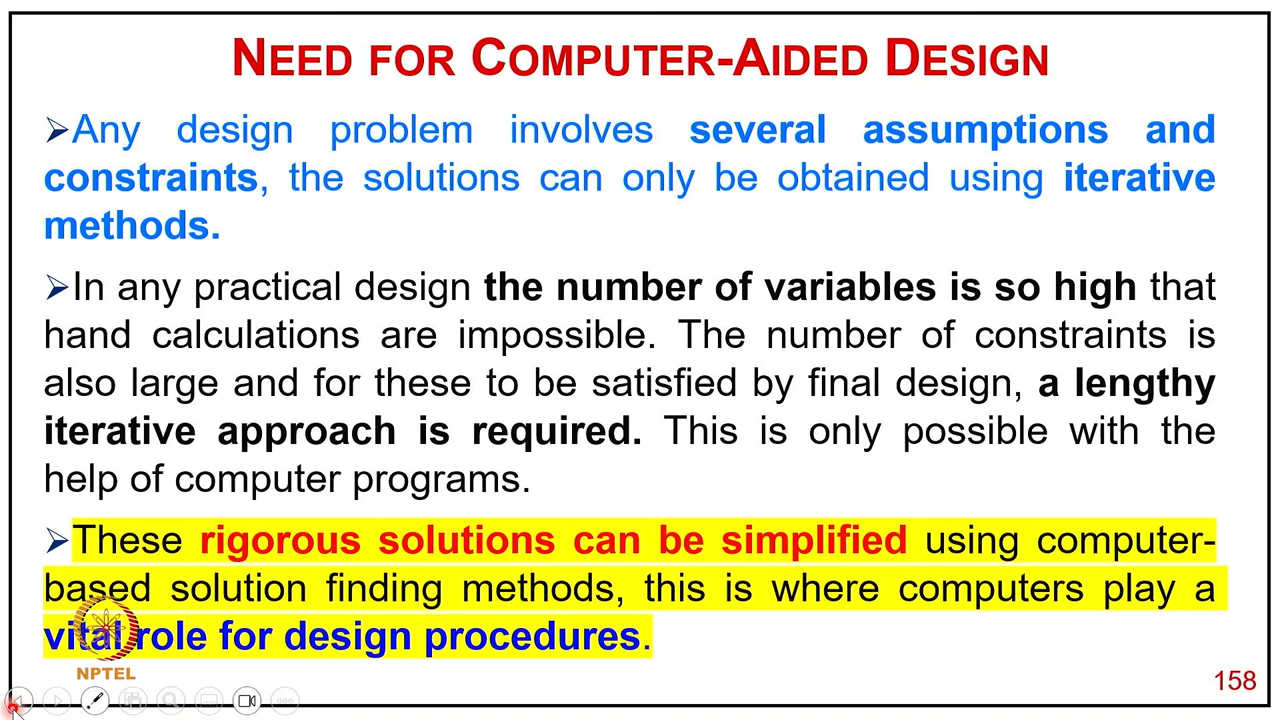 NEED FOR COMPUTER-AIDED DESIGN
➢Any design problem involves several assumptions and
constraints, the solutions can only be obtained using iterative
methods.
➢In any practical design the number of variables is so high that
hand calculations are impossible. The number of constraints is
also large and for these to be satisfied by final design, a lengthy
iterative approach is required. This is only possible with the
help of computer programs.
➢These rigorous solutions can be simplified using computer-
based solution finding methods, this is where computers play a
vital role for design procedures.
NPTEL
158